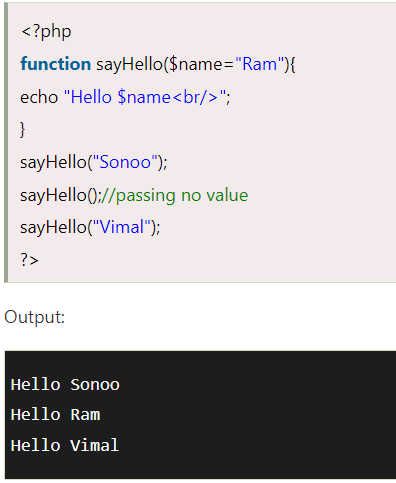 <?php
function sayHello($name="Ram"){
echo "Hello $name<br/>";
}
sayHello("Sonoo");
sayHello();//passing no value
sayHello("Vimal");
?>
Output:
Hello Sonoo
Hello Ram
Hello Vimal